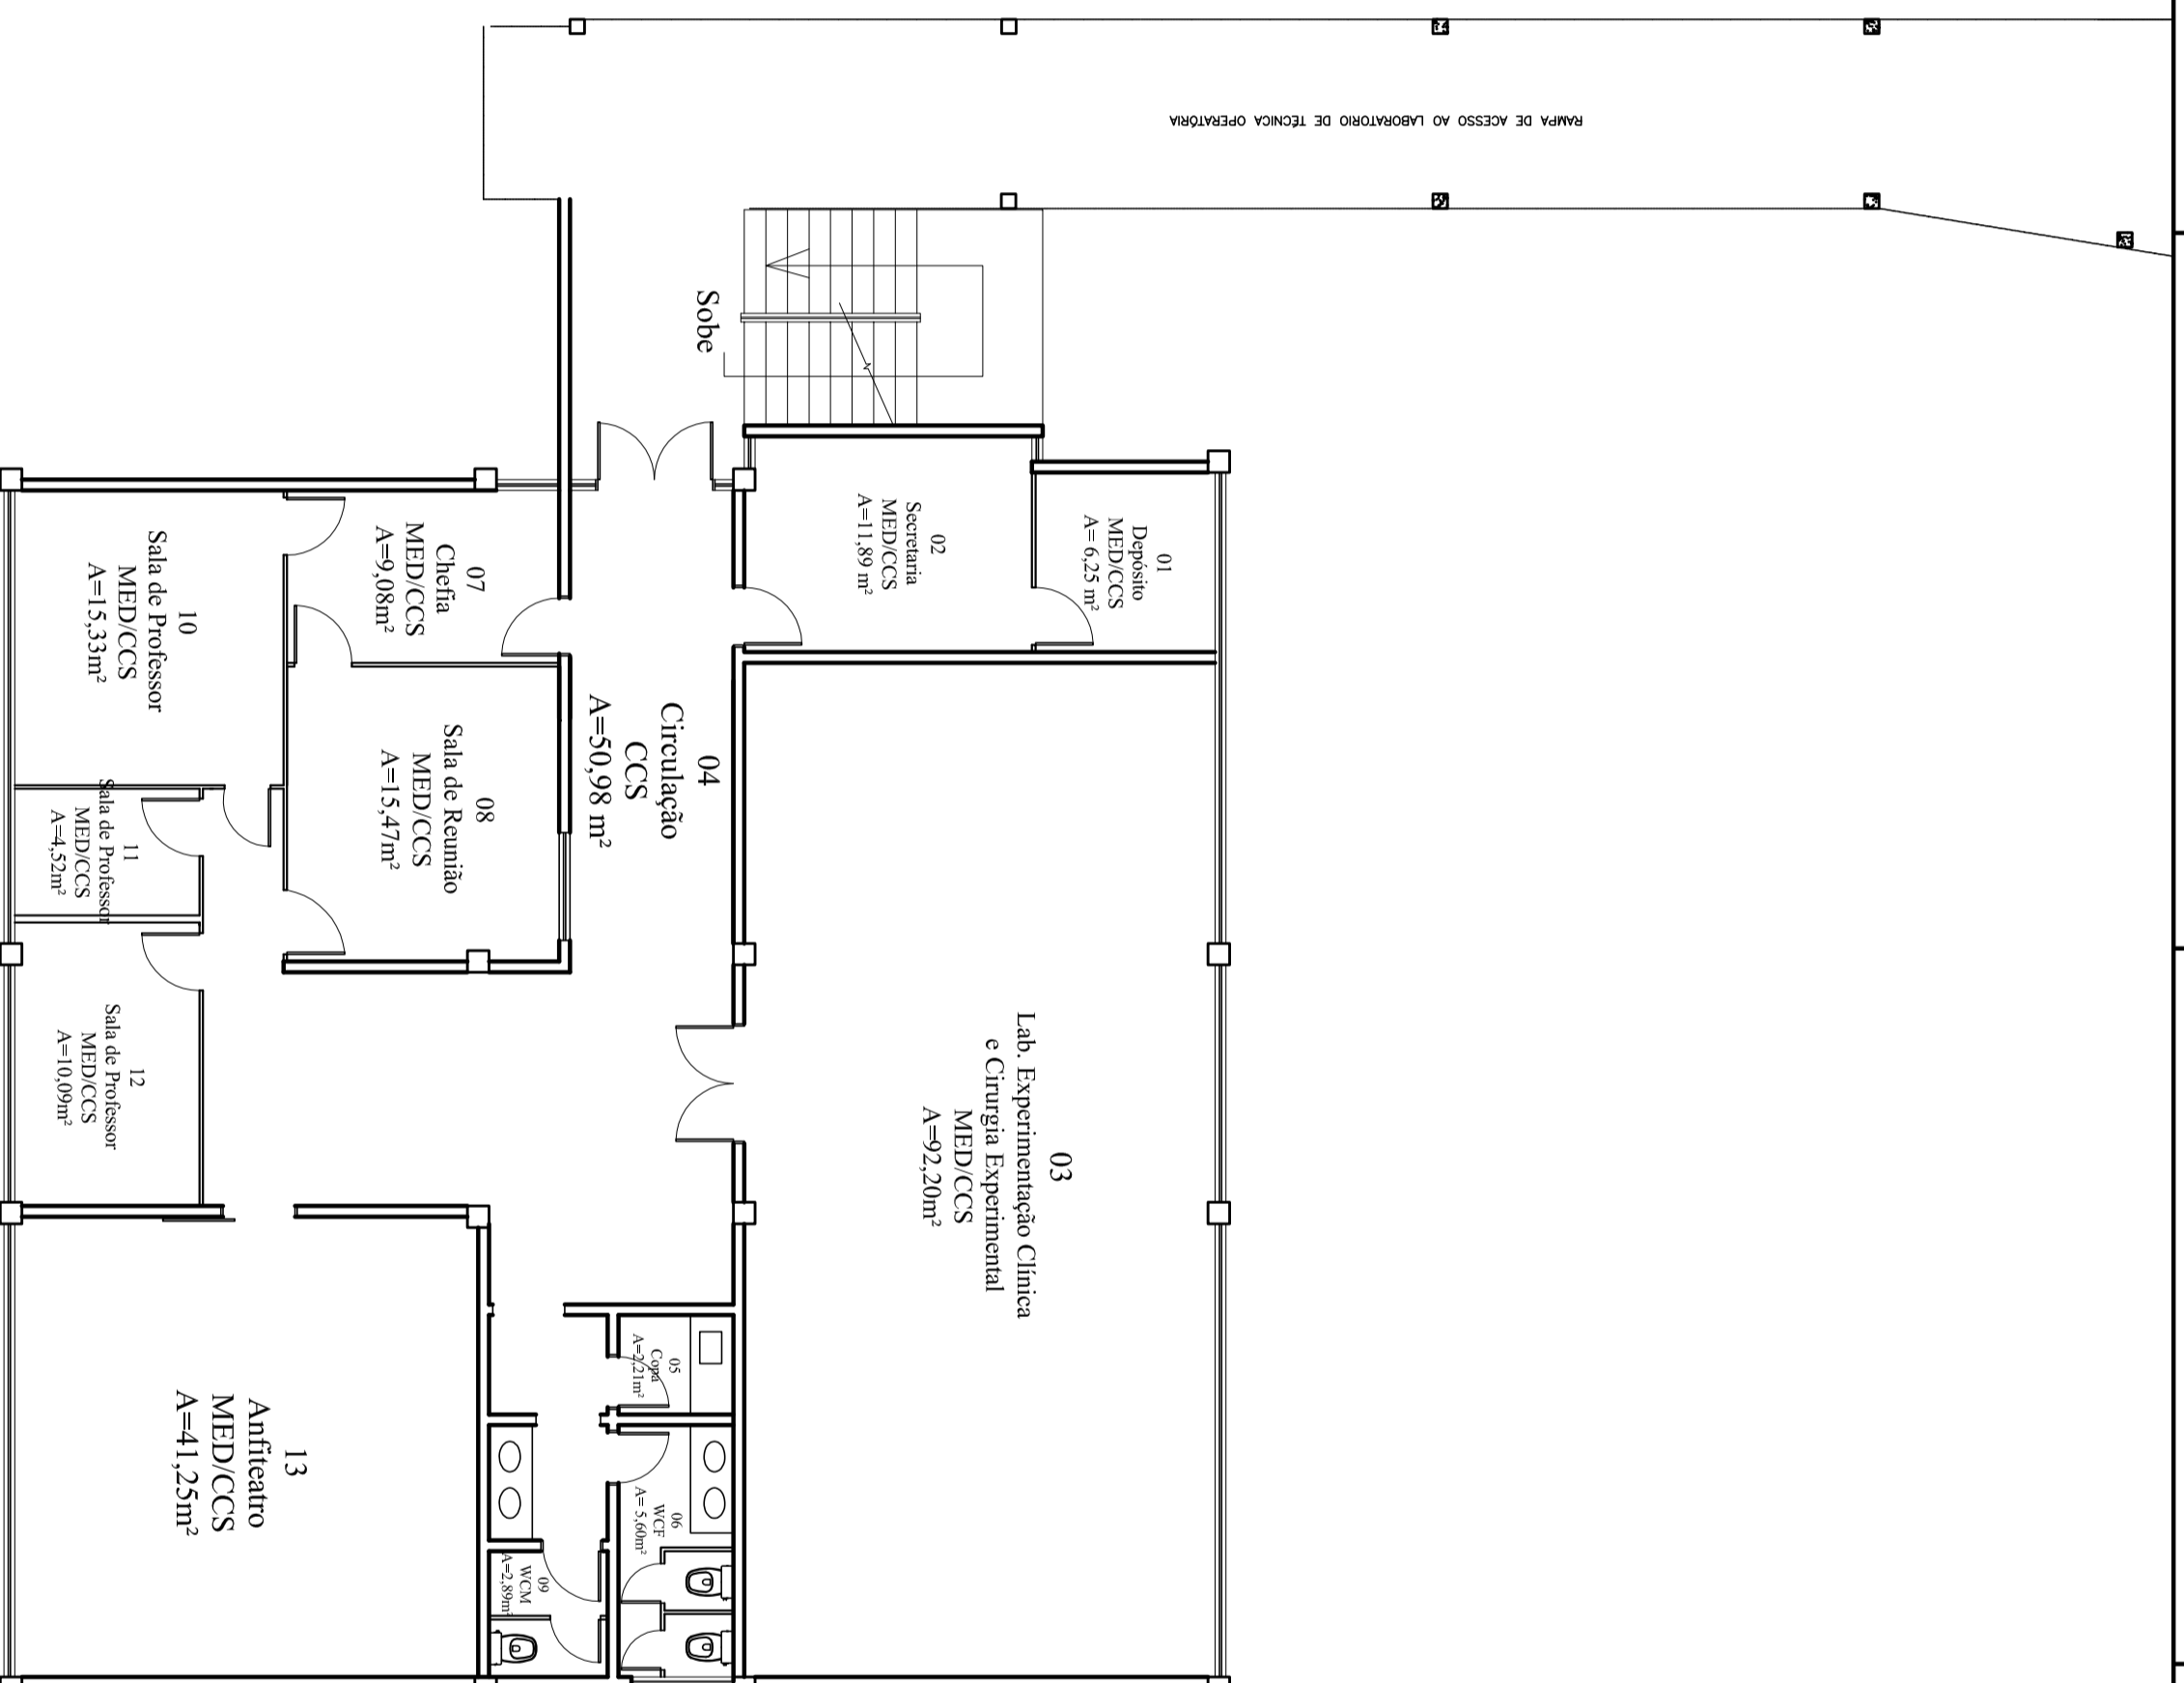 RAMPA DE ACESSO AO LABORATORIO DE TÉCNICA OPERATÓRIA
Sobe
01
Depósito
MED/CCS
A= 6,25 m²
02
Secretaria
MED/CCS
A=11,89 m²
03
Lab. Experimentação Clínica
e Cirurgia Experimental
MED/CCS
A=92,20m²
04
Circulação
CCS
A=50,98 m²
05
Copa
A=2,21m²
06
WCF
A= 5,60m²
07
Chefia
MED/CCS
A=9,08m²
08
Sala de Reunião
MED/CCS
A=15,47m²
09
WCM
A=2,89m²
10
Sala de Professor
MED/CCS
A=15,33m²
11
Sala de Professor
MED/CCS
A=4,52m²
12
Sala de Professor
MED/CCS
A=10,09m²
13
Anfiteatro
MED/CCS
A=41,25m²